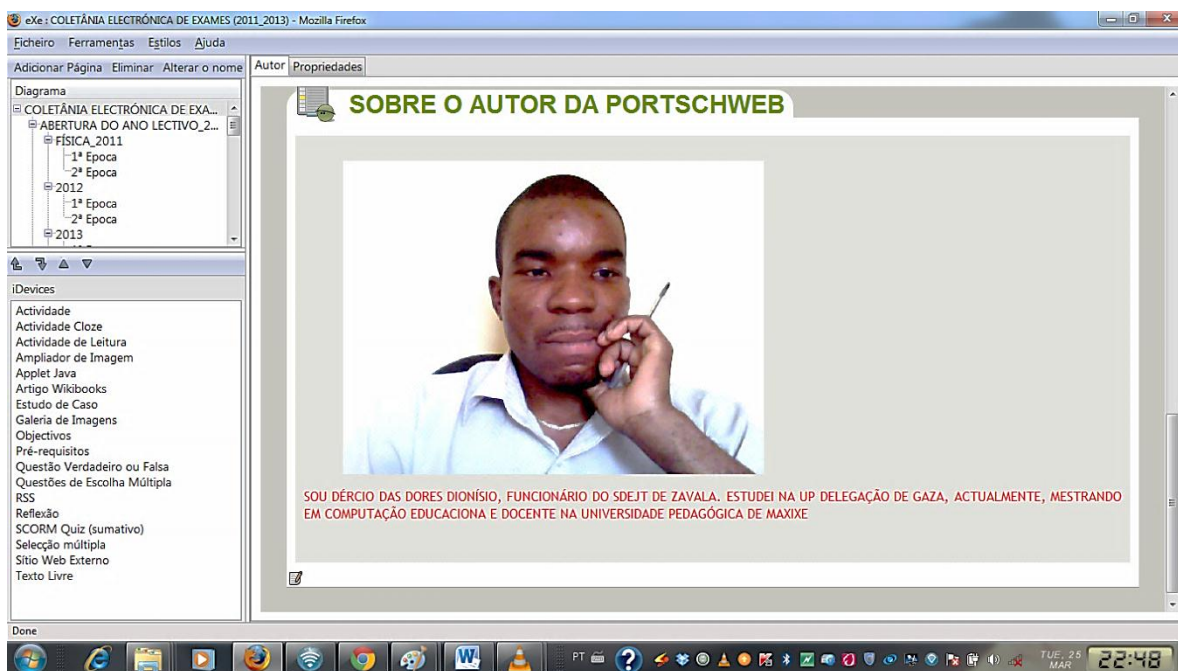 eXe : COLETÂNIA ELECTRÓNICA DE EXAMES (2011_2013) - Mozilla Firefox
Ficheiro Ferramentas Estilos Ajuda
Adicionar Página Eliminar Alterar o nome
Autor Propriedades
Diagrama
COLETÂNIA ELECTRÓNICA DE EXA...
ABERTURA DO ANO LECTIVO_2...
FÍSICA_2011
1ª Epoca
2ª Epoca
2012
1ª Epoca
2ª Epoca
2013
iDevices
Actividade
Actividade Cloze
Actividade de Leitura
Ampliador de Imagem
Applet Java
Artigo Wikibooks
Estudo de Caso
Galeria de Imagens
Objectivos
Pré-requisitos
Questão Verdadeiro ou Falsa
Questões de Escolha Múltipla
RSS
Reflexão
SCORM Quiz (sumativo)
Selecção múltipla
Sítio Web Externo
Texto Livre
SOBRE O AUTOR DA PORTSCHWEB
SOU DÉRCIO DAS DORES DIONÍSIO, FUNCIONÁRIO DO SDEJT DE ZAVALA. ESTUDEI NA UP DELEGAÇÃO DE GAZA, ACTUALMENTE, MESTRANDO
EM COMPUTAÇÃO EDUCACIONA E DOCENTE NA UNIVERSIDADE PEDAGÓGICA DE MAXIXE
Done
PT
TUE, 25
MAR
22:48